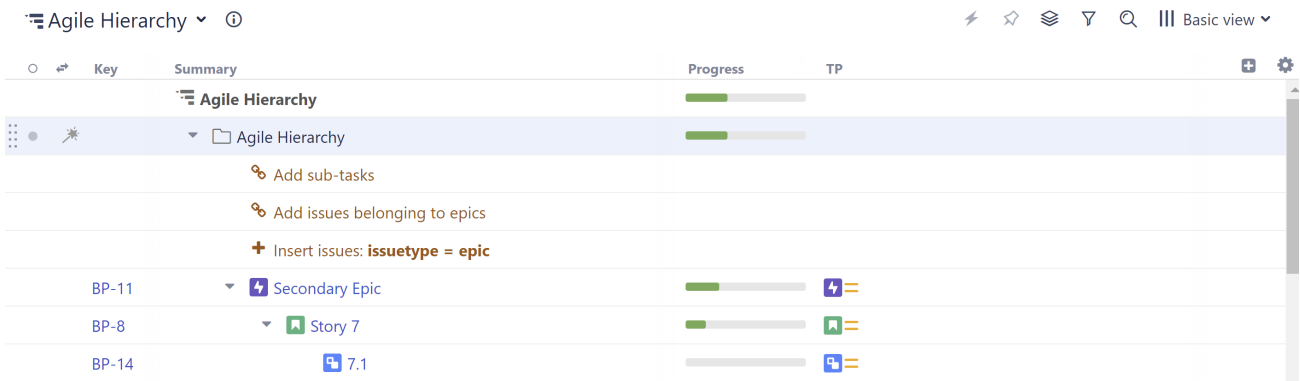 Agile Hierarchy Basic view
Key Summary Progress TP
Agile Hierarchy
Agile Hierarchy
Add sub-tasks
Add issues belonging to epics
Insert issues: issuetype = epic
BP-11 Secondary Epic
BP-8 Story 7
BP-14 7.1